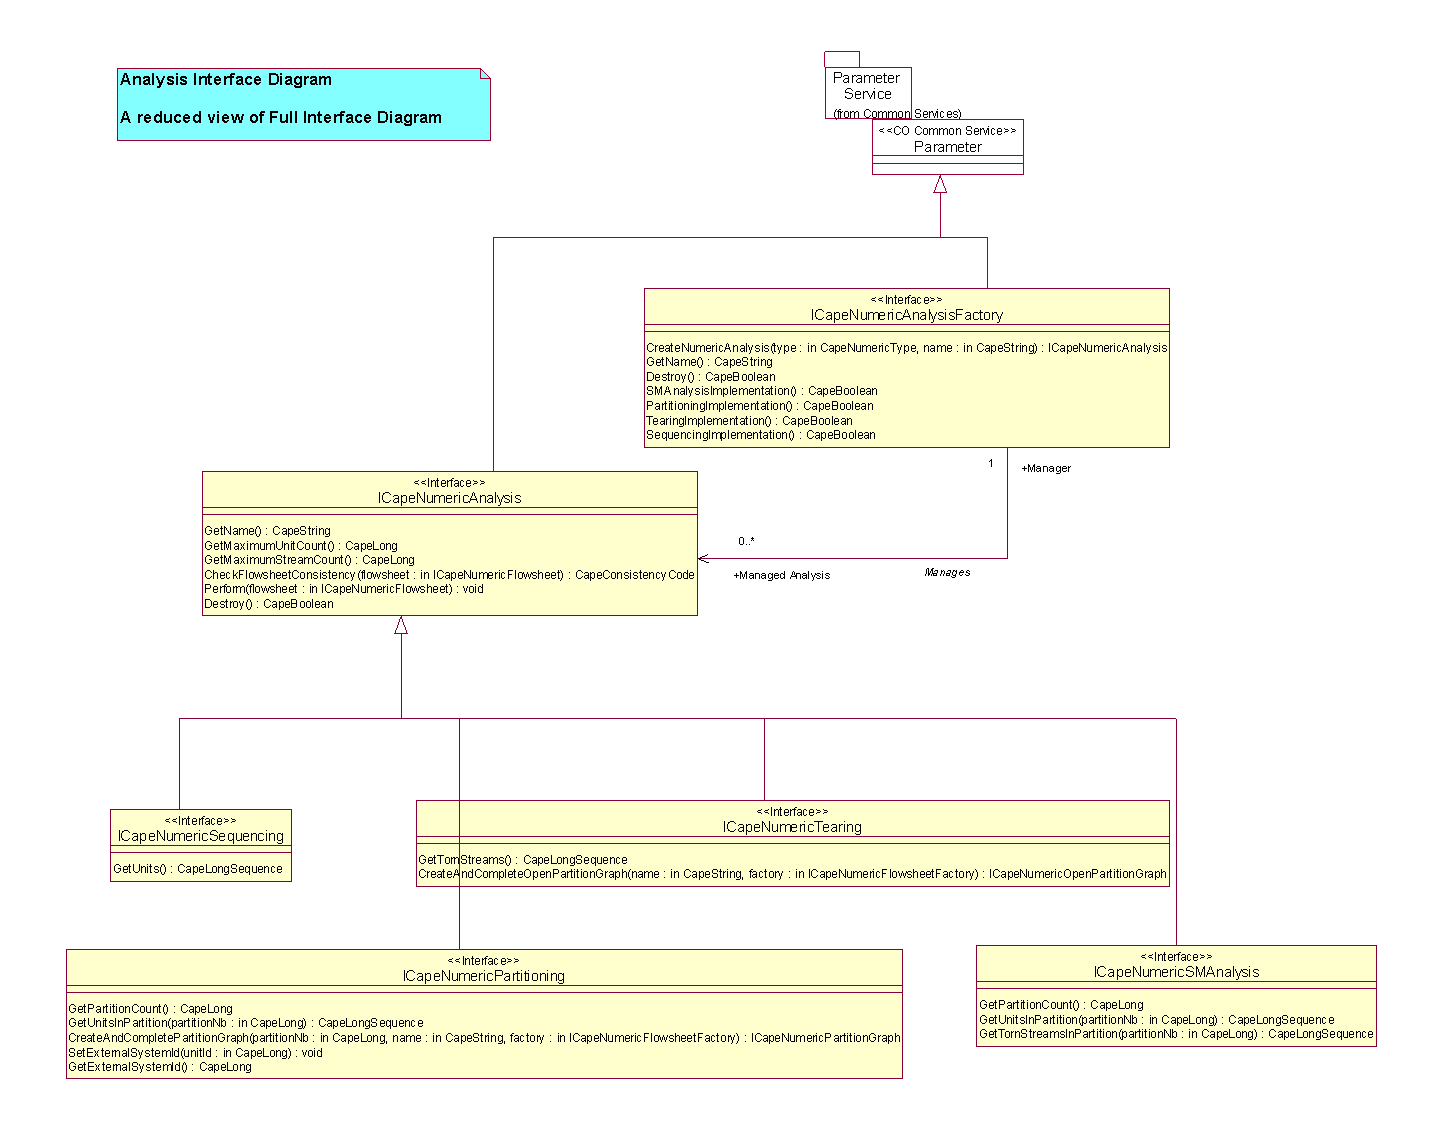 Analysis Interface Diagram
A reduced view of Full Interface Diagram
Parameter
Service
(from Common Services)
<<CO Common Service>>
Parameter
<<Interface>>
ICapeNumericAnalysisFactory
CreateNumericAnalysis(type : in CapeNumericType, name : in CapeString) : ICapeNumericAnalysis
GetName() : CapeString
Destroy() : CapeBoolean
SMAnalysisImplementation() : CapeBoolean
PartitioningImplementation() : CapeBoolean
TearingImplementation() : CapeBoolean
SequencingImplementation() : CapeBoolean
1
+Manager
<<Interface>>
ICapeNumericAnalysis
GetName() : CapeString
GetMaximumUnitCount() : CapeLong
GetMaximumStreamCount() : CapeLong
CheckFlowsheetConsistency(flowsheet : in ICapeNumericFlowsheet) : CapeConsistencyCode
Perform(flowsheet : in ICapeNumericFlowsheet) : void
Destroy() : CapeBoolean
0..*
+Managed Analysis
Manages
<<Interface>>
ICapeNumericSequencing
GetUnits() : CapeLongSequence
<<Interface>>
ICapeNumericTearing
GetTornStreams() : CapeLongSequence
CreateAndCompleteOpenPartitionGraph(name : in CapeString, factory : in ICapeNumericFlowsheetFactory) : ICapeNumericOpenPartitionGraph
<<Interface>>
ICapeNumericPartitioning
GetPartitionCount() : CapeLong
GetUnitsInPartition(partitionNb : in CapeLong) : CapeLongSequence
CreateAndCompletePartitionGraph(partitionNb : in CapeLong, name : in CapeString, factory : in ICapeNumericFlowsheetFactory) : ICapeNumericPartitionGraph
SetExternalSystemId(unitId : in CapeLong) : void
GetExternalSystemId() : CapeLong
<<Interface>>
ICapeNumericSMAnalysis
GetPartitionCount() : CapeLong
GetUnitsInPartition(partitionNb : in CapeLong) : CapeLongSequence
GetTornStreamsInPartition(partitionNb : in CapeLong) : CapeLongSequence